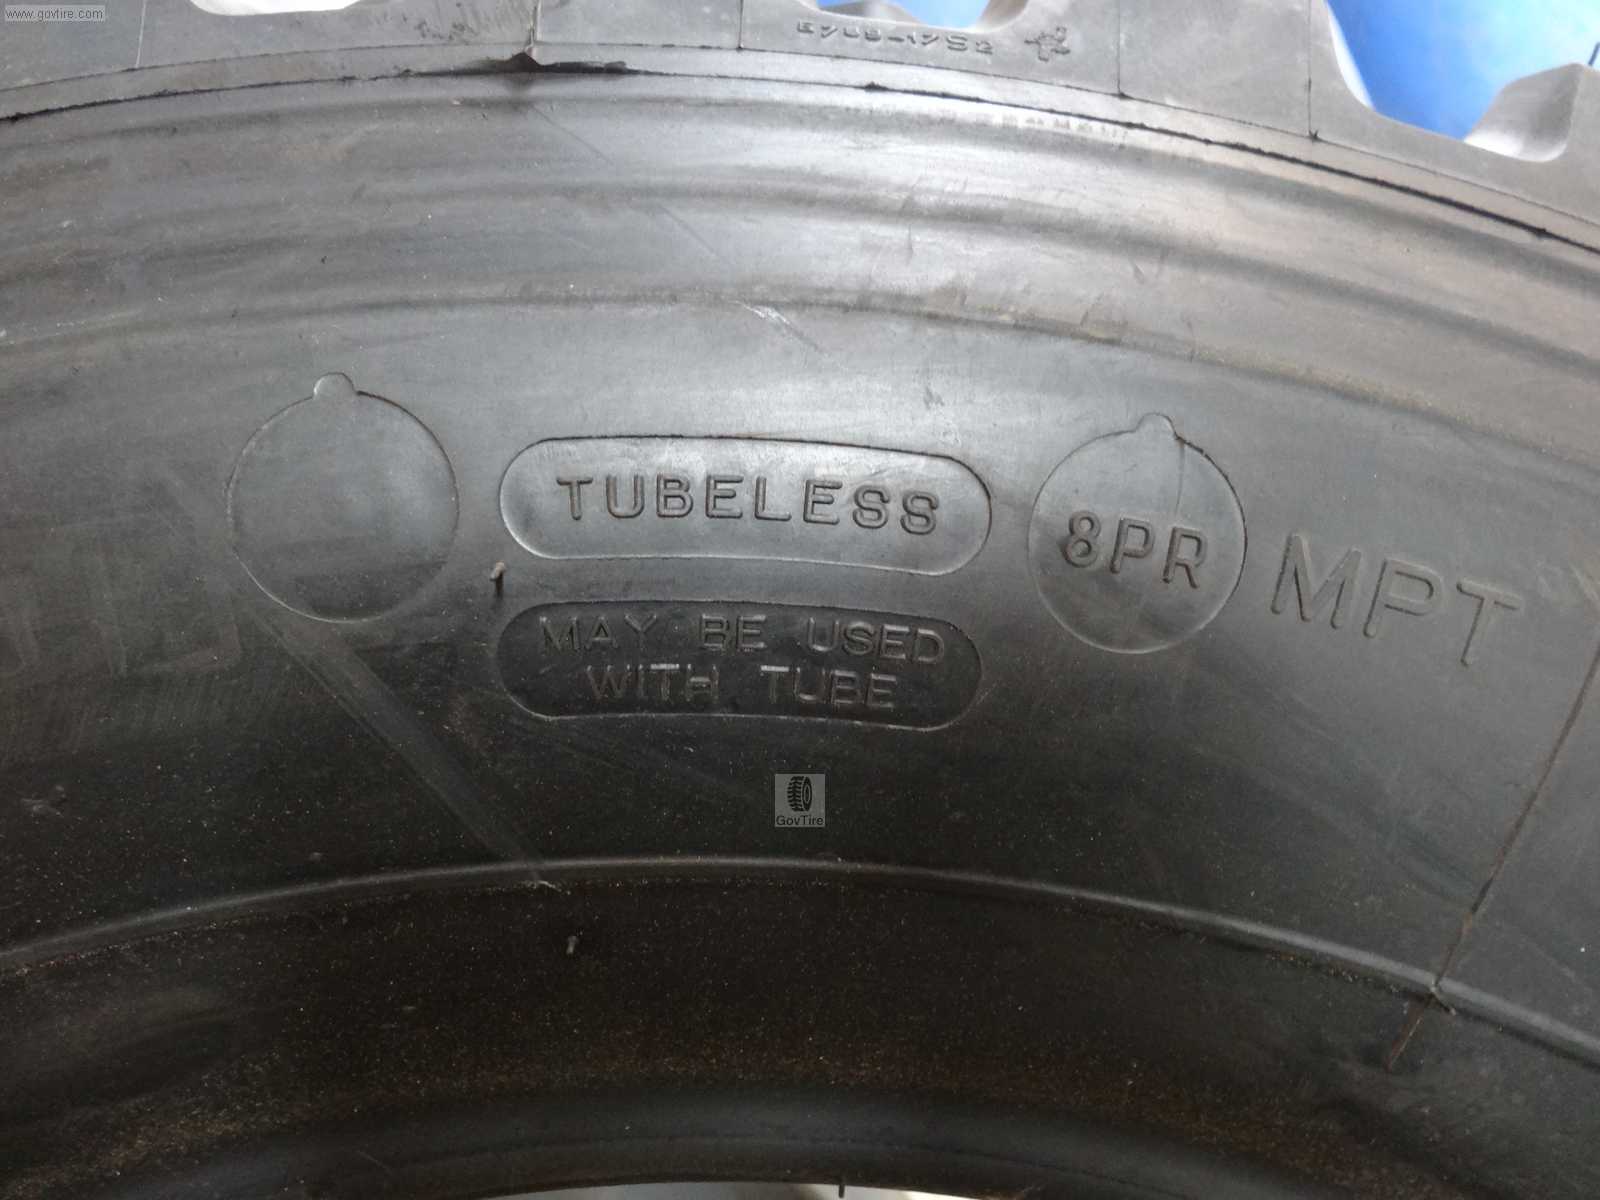 www.govtire.com
TUBELESS
8PR
MPT
MAY BE USED
WITH TUBE
GovTire